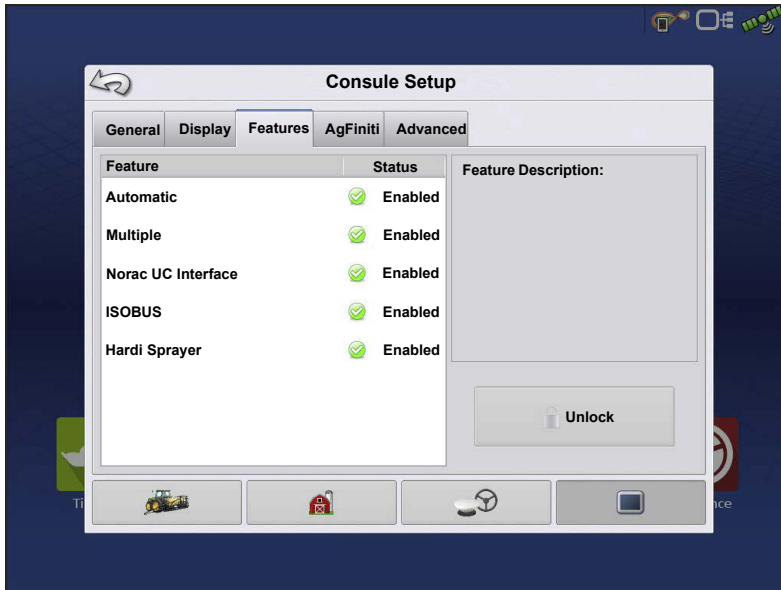 Consule Setup
General Display Features AgFiniti Advanced
Feature Status
Feature Description:
Automatic Enabled
Multiple Enabled
Norac UC Interface Enabled
ISOBUS Enabled
Hardi Sprayer Enabled
Unlock
Ti
nce